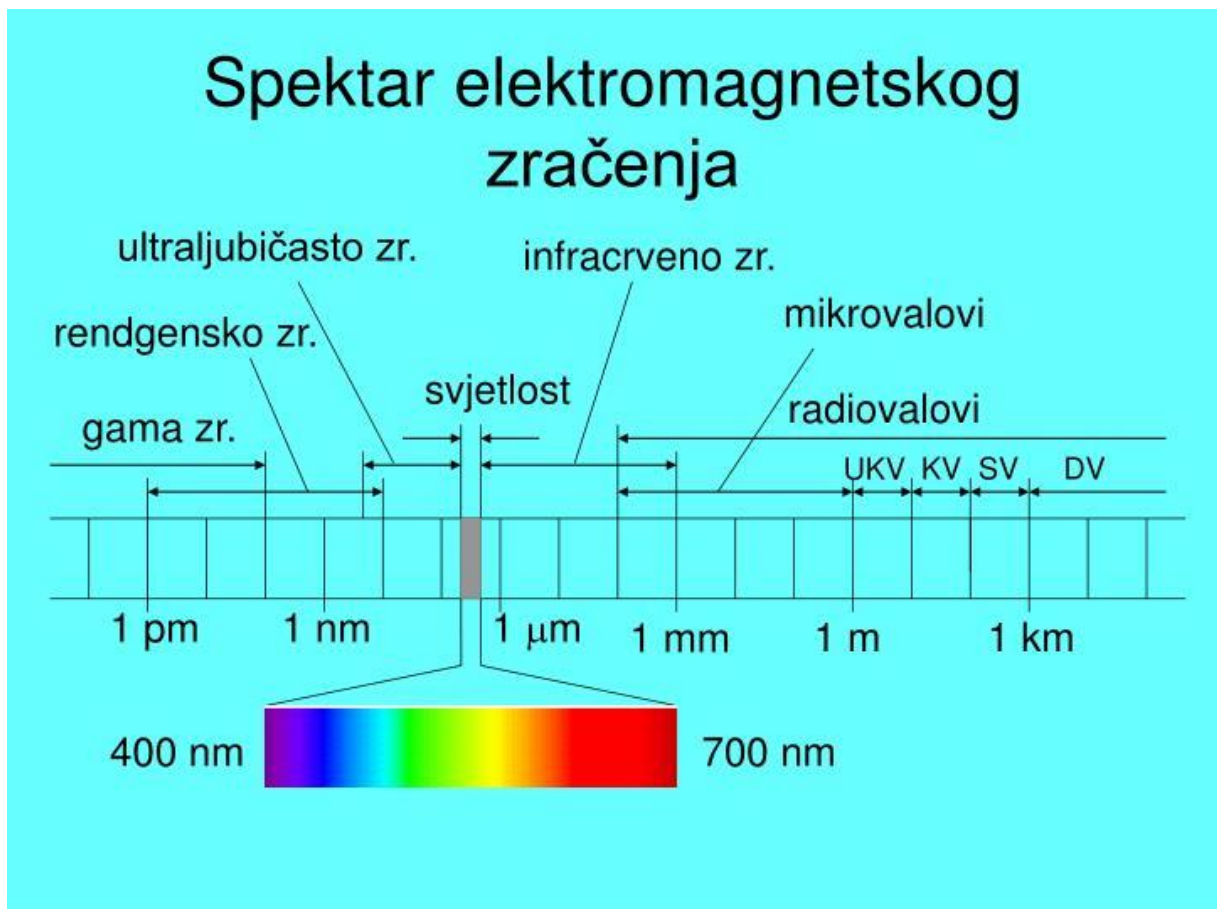 Spektar elektromagnetskog
zračenja
ultraljubičasto zr.
infracrveno zr.
rendgensko zr.
mikrovalovi
svjetlost
gama zr.
radiovalovi
UKV KV SV DV
1 pm 1 nm 1 μm 1 mm 1 m 1 km
400 nm 700 nm